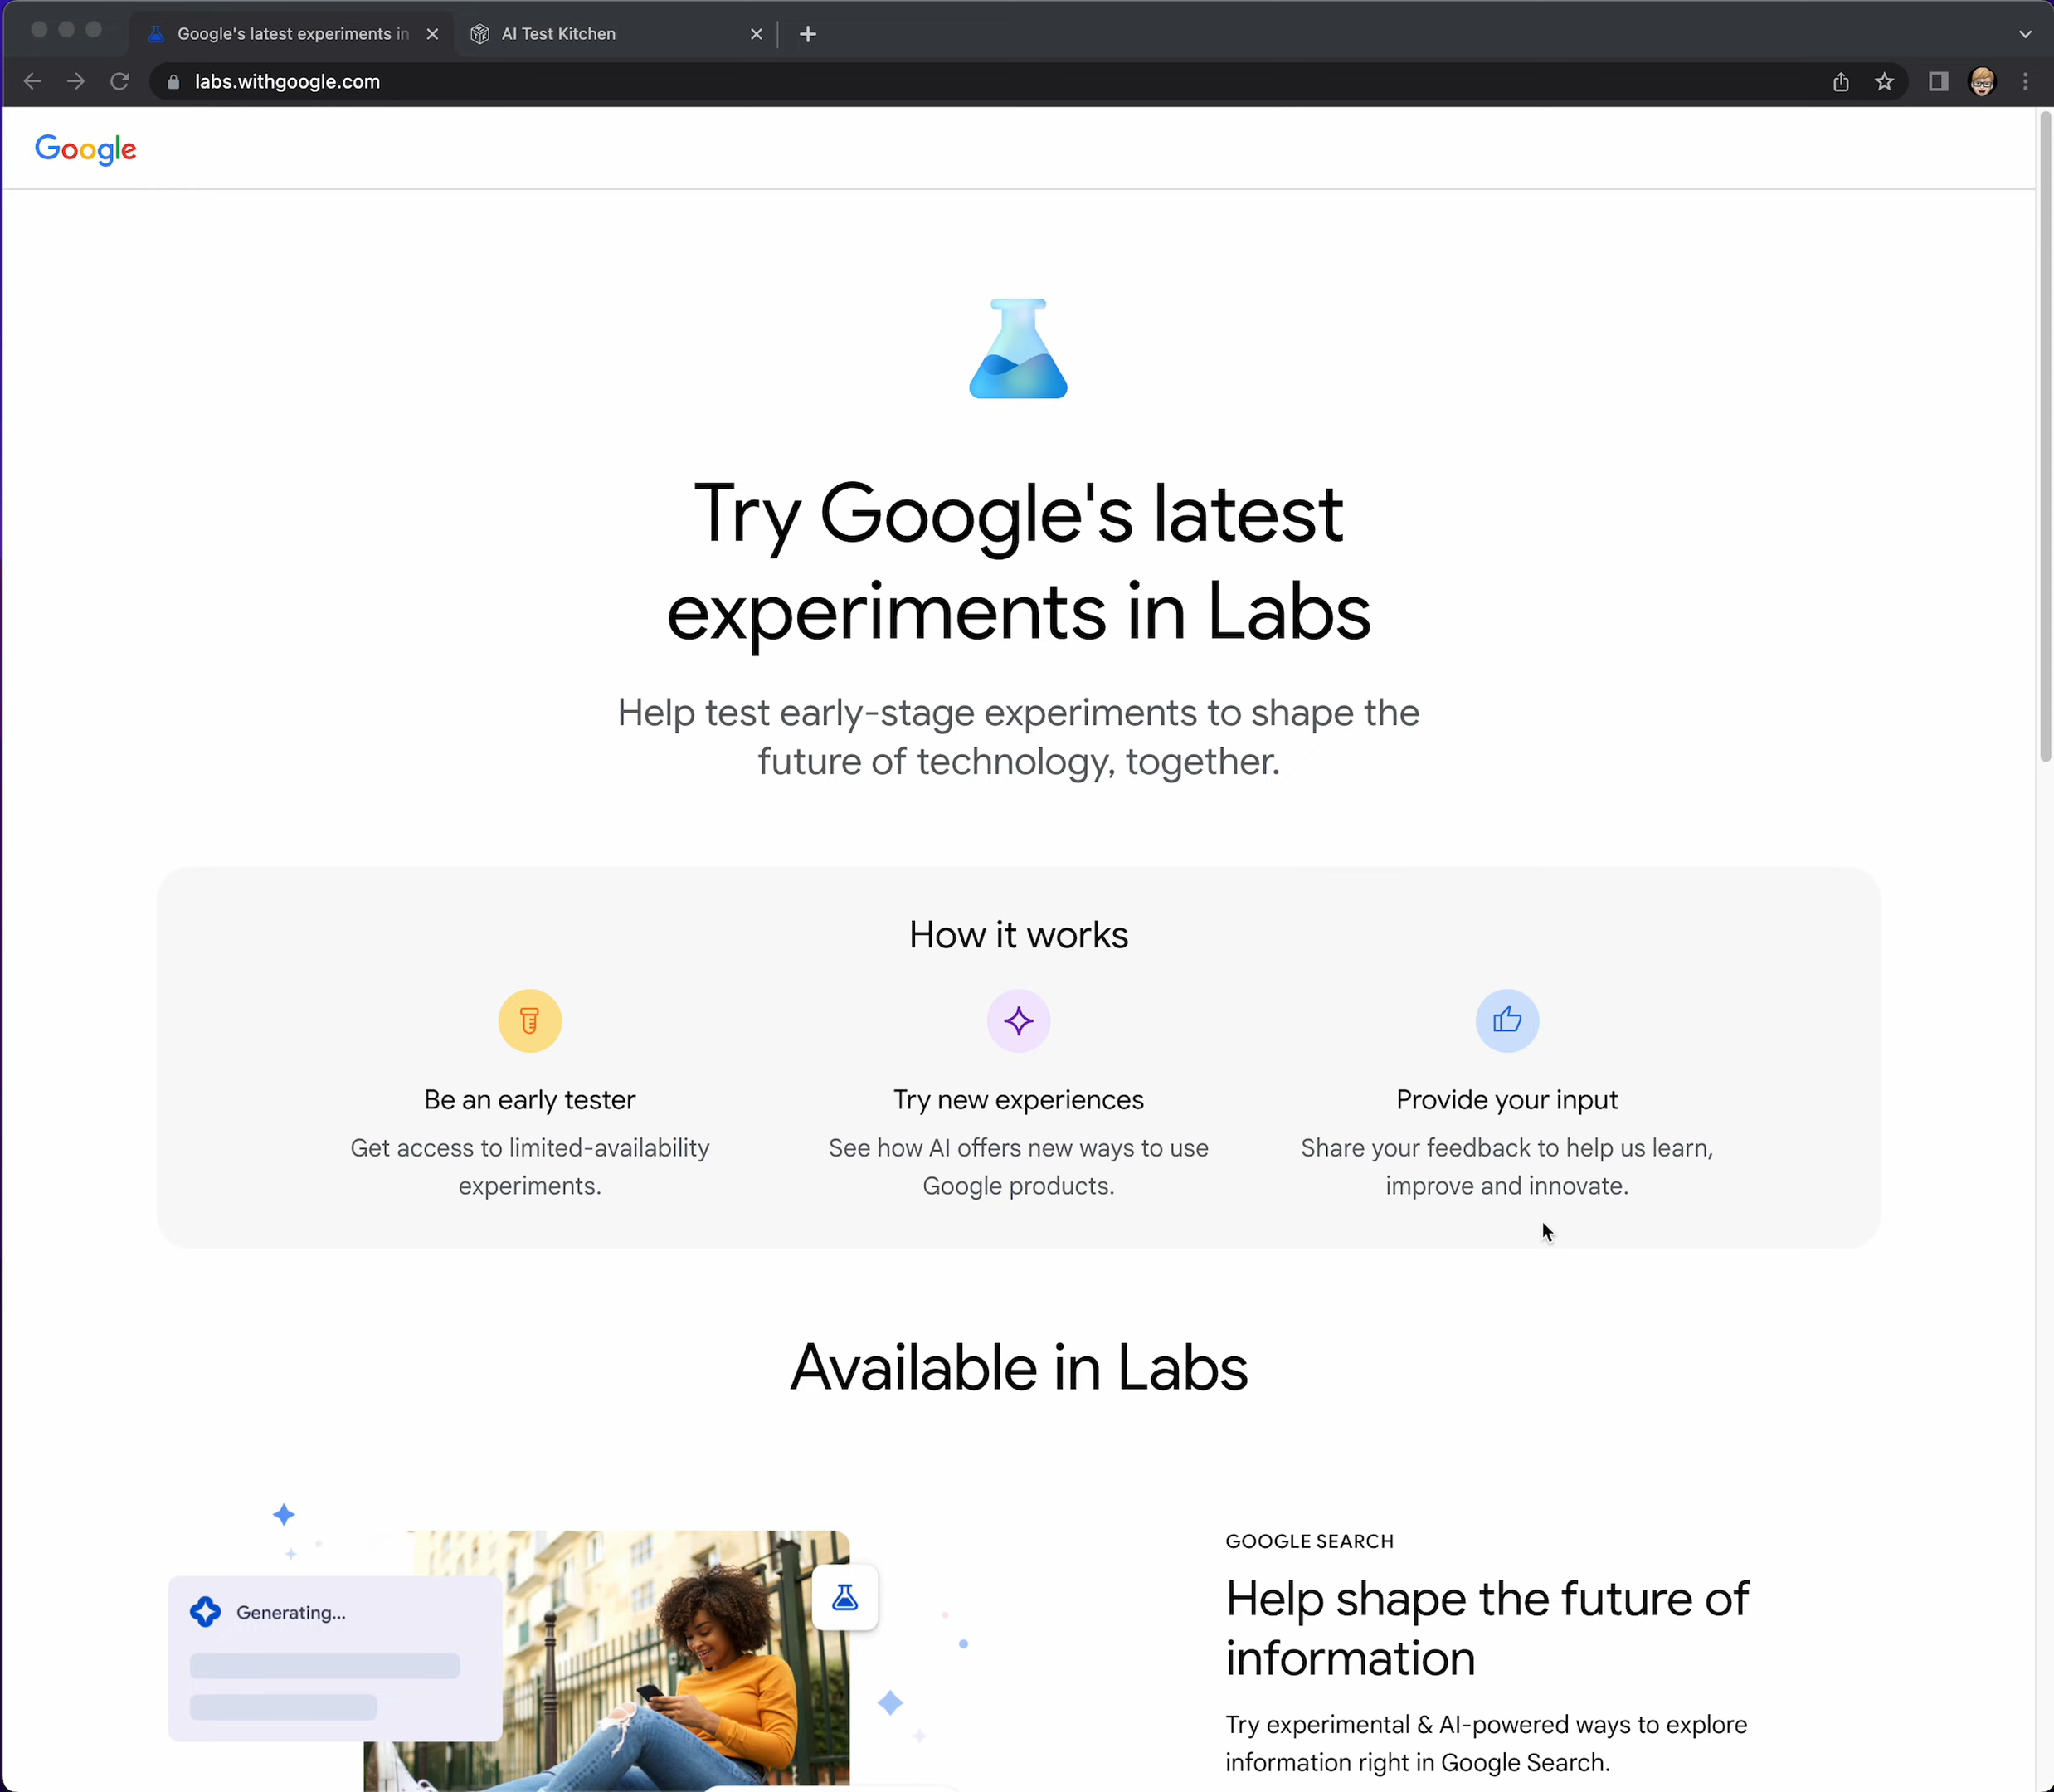 Google's latest experiments in
AI Test Kitchen
labs.withgoogle.com
Google
Try Google's latest
experiments in Labs
Help test early-stage experiments to shape the
future of technology, together.
How it works
Be an early tester
Get access to limited-availability
experiments.
Try new experiences
See how AI offers new ways to use
Google products.
Provide your input
Share your feedback to help us learn,
improve and innovate.
Available in Labs
Generating...
GOOGLE SEARCH
Help shape the future of
information
Try experimental & AI-powered ways to explore
information right in Google Search.